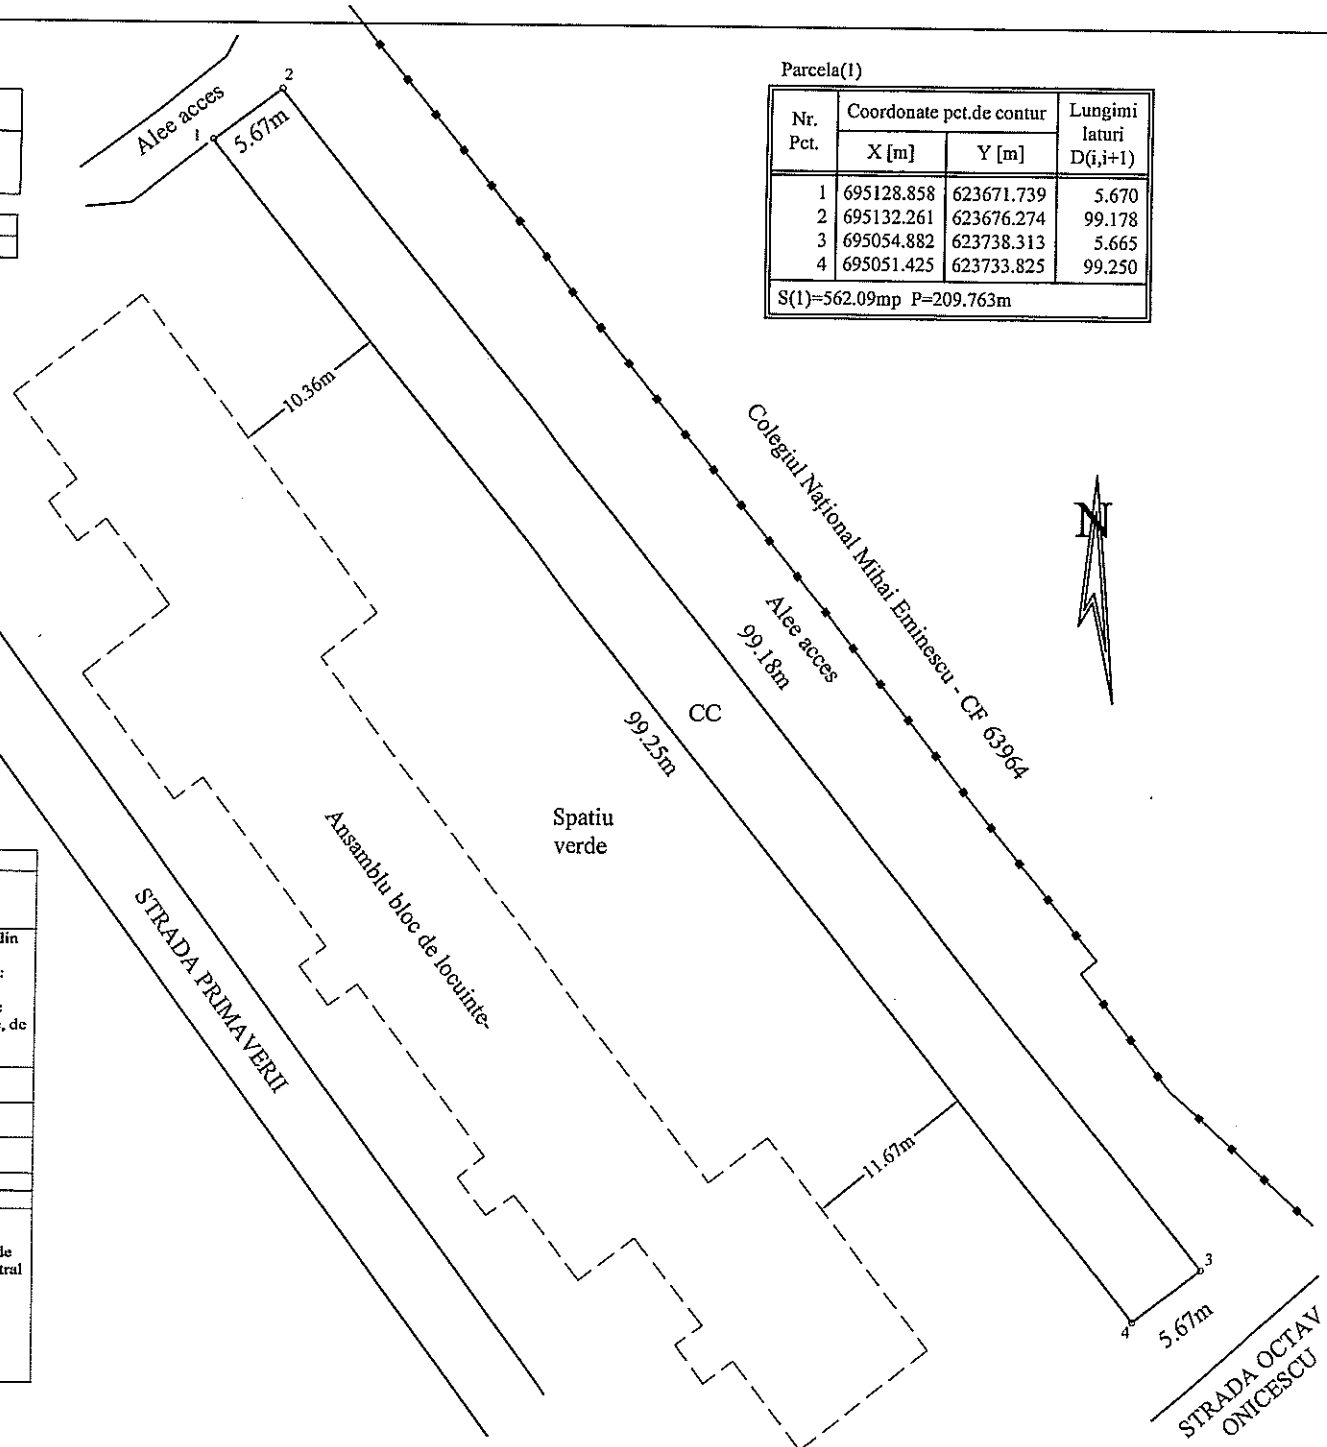 Parcela(1)
Nr. Pct. Coordonate pct.de contur Lungimi laturi D(i,i+1)
X [m] Y [m]
1 695128.858 623671.739 5.670
2 695132.261 623676.274 99.178
3 695054.882 623738.313 5.665
4 695051.425 623733.825 99.250
S(1)=562.09mp P=209.763m
Alee acces
1
2
5.67m
10.36m
Colegiul Național Mihai Eminescu - CF 63964
N
Alee acces
99.18m
CC
99.25m
Spatiu
verde
Ansamblu bloc de locuinte-
STRADA PRIMAVERII
11.67m
3
4
5.67m
STRADA OCTAV
ONICESCU
, de